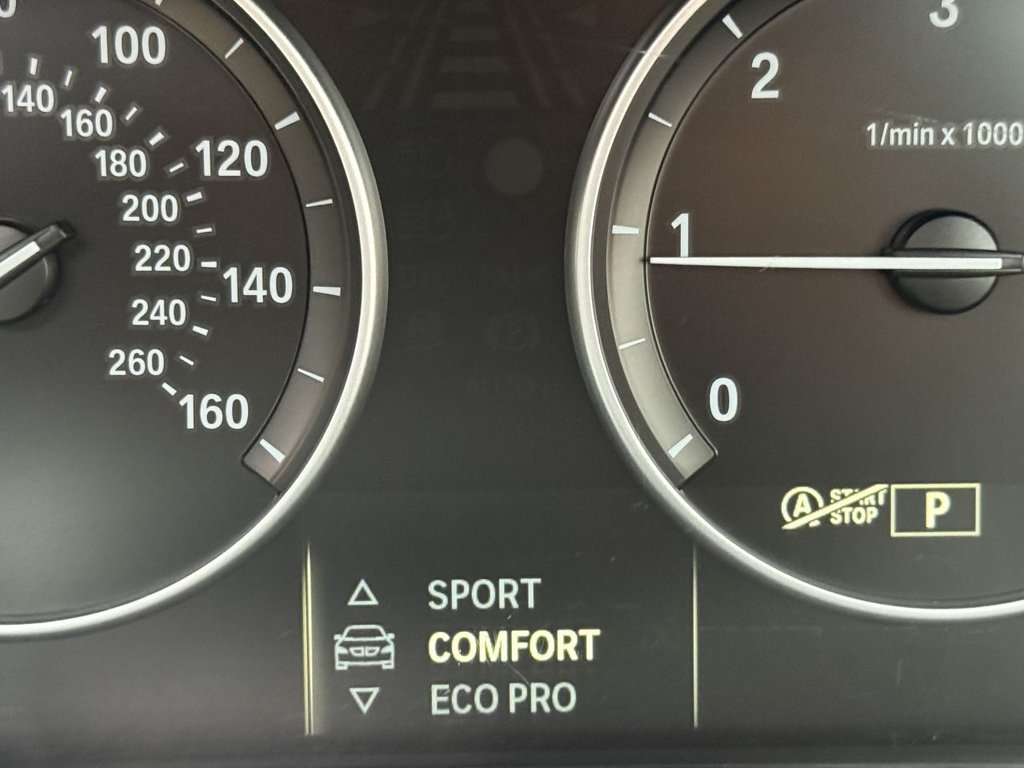 100
120
140
160
140
160
180
200
220
240
260
3
2
1/min x 1000
1
0
A START STOP
P
SPORT
COMFORT
ECO PRO